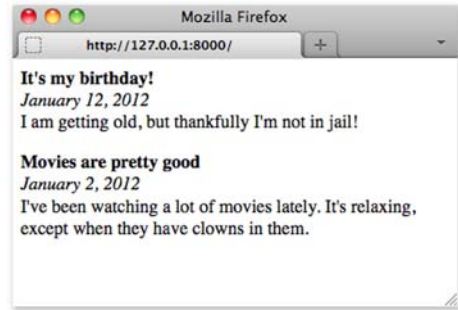 Mozilla Firefox
http://127.0.0.1:8000/
It's my birthday!
January 12, 2012
I am getting old, but thankfully I'm not in jail!
Movies are pretty good
January 2, 2012
I've been watching a lot of movies lately. It's relaxing,
except when they have clowns in them.